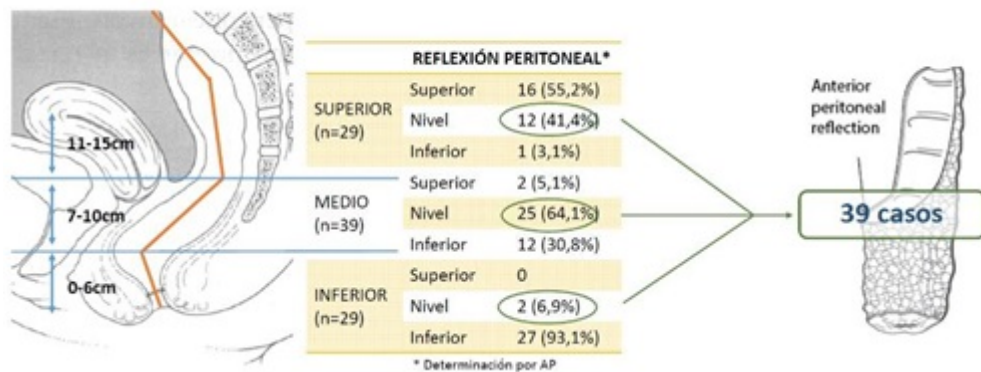 11-15cm
7-10cm
0-6cm
REFLEXIÓN PERITONEAL*
SUPERIOR
(n=29)
Superior 16 (55,2%)
Nivel 12 (41,4%)
Inferior 1 (3,1%)
MEDIO
(n=39)
Superior 2 (5,1%)
Nivel 25 (64,1%)
Inferior 12 (30,8%)
INFERIOR
(n=29)
Superior 0
Nivel 2 (6,9%)
Inferior 27 (93,1%)
* Determinación por AP
Anterior
peritoneal
reflection
39 casos